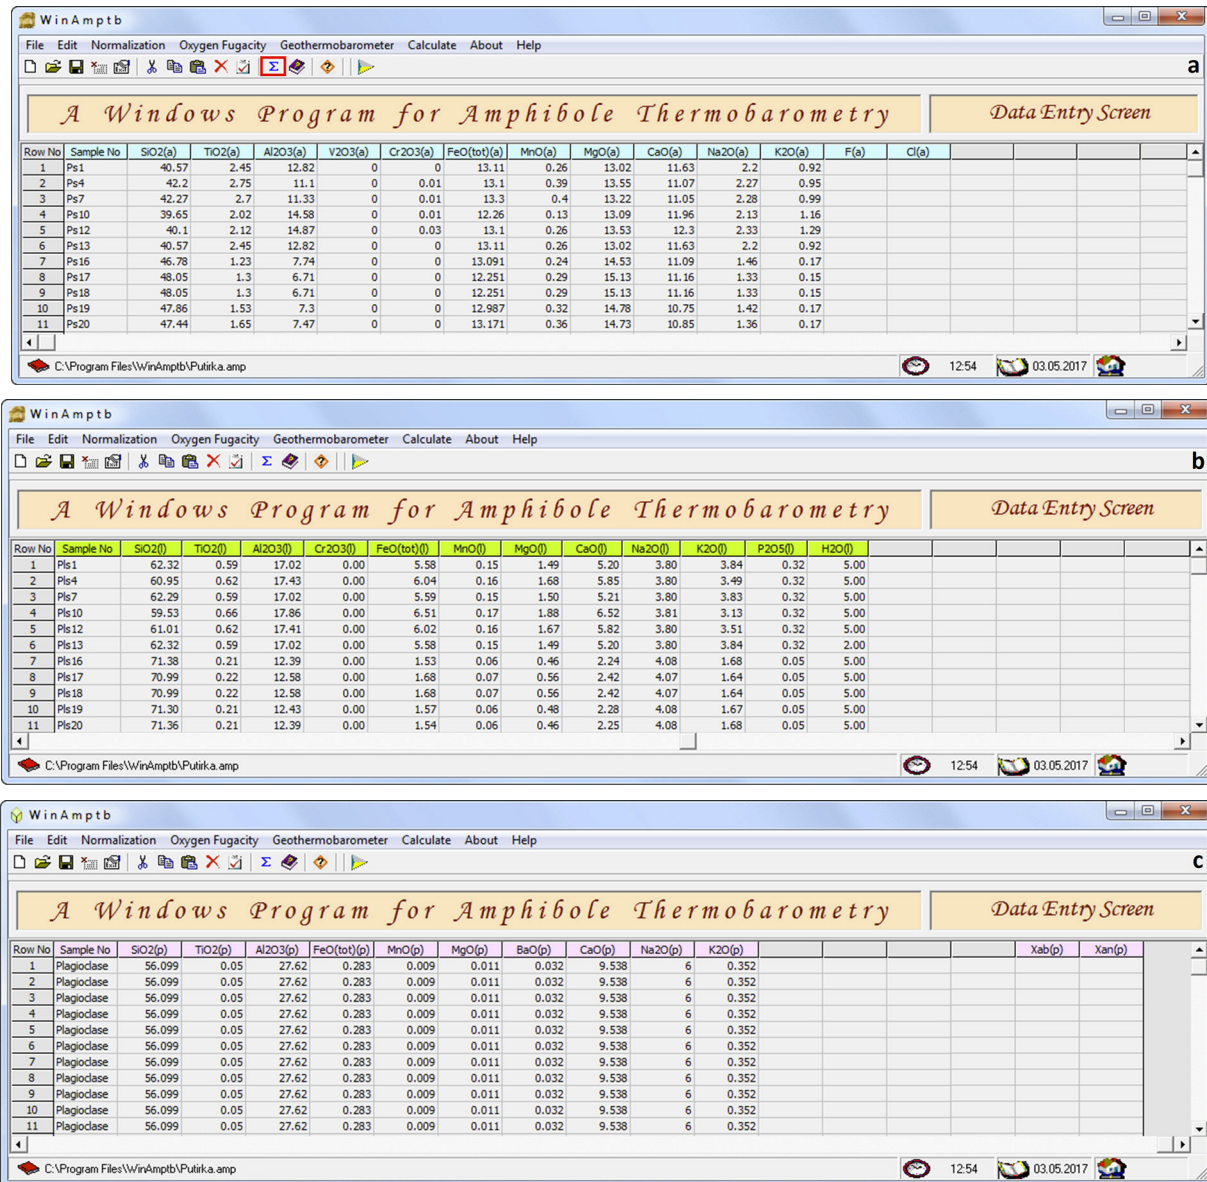 WinAmptb
File Edit Normalization Oxygen Fugacity Geothermobarometer Calculate About Help
Σ a
A Windows Program for Amphibole Thermobarometry Data Entry Screen
Row No Sample No SiO2(a) TiO2(a) Al2O3(a) V2O3(a) Cr2O3(a) FeO(tot)(a) MnO(a) MgO(a) CaO(a) Na2O(a) K2O(a) F(a) Cl(a)
1 Ps1 40.57 2.45 12.82 0 0 13.11 0.26 13.02 11.63 2.2 0.92
2 Ps4 42.2 2.75 11.1 0 0.01 13.1 0.39 13.55 11.07 2.27 0.95
3 Ps7 42.27 2.7 11.33 0 0.01 13.3 0.4 13.22 11.05 2.28 0.99
4 Ps10 39.65 2.02 14.58 0 0.01 12.26 0.13 13.09 11.96 2.13 1.16
5 Ps12 40.1 2.12 14.87 0 0.03 13.1 0.26 13.53 12.3 2.33 1.29
6 Ps13 40.57 2.45 12.82 0 0 13.11 0.26 13.02 11.63 2.2 0.92
7 Ps16 46.78 1.23 7.74 0 0 13.091 0.24 14.53 11.09 1.46 0.17
8 Ps17 48.05 1.3 6.71 0 0 12.251 0.29 15.13 11.16 1.33 0.15
9 Ps18 48.05 1.3 6.71 0 0 12.251 0.29 15.13 11.16 1.33 0.15
10 Ps19 47.86 1.53 7.3 0 0 12.987 0.32 14.78 10.75 1.42 0.17
11 Ps20 47.44 1.65 7.47 0 0 13.171 0.36 14.73 10.85 1.36 0.17
C:\Program Files\WinAmptb\Putirka.amp 12:54 03.05.2017
WinAmptb
File Edit Normalization Oxygen Fugacity Geothermobarometer Calculate About Help
Σ b
A Windows Program for Amphibole Thermobarometry Data Entry Screen
Row No Sample No SiO2(l) TiO2(l) Al2O3(l) Cr2O3(l) FeO(tot)(l) MnO(l) MgO(l) CaO(l) Na2O(l) K2O(l) P2O5(l) H2O(l)
1 Pls1 62.32 0.59 17.02 0.00 5.58 0.15 1.49 5.20 3.80 3.84 0.32 5.00
2 Pls4 60.95 0.62 17.43 0.00 6.04 0.16 1.68 5.85 3.80 3.49 0.32 5.00
3 Pls7 62.29 0.59 17.02 0.00 5.59 0.15 1.50 5.21 3.80 3.83 0.32 5.00
4 Pls10 59.53 0.66 17.86 0.00 6.51 0.17 1.88 6.52 3.81 3.13 0.32 5.00
5 Pls12 61.01 0.62 17.41 0.00 6.02 0.16 1.67 5.82 3.80 3.51 0.32 5.00
6 Pls13 62.32 0.59 17.02 0.00 5.58 0.15 1.49 5.20 3.80 3.84 0.32 2.00
7 Pls16 71.38 0.21 12.39 0.00 1.53 0.06 0.46 2.24 4.08 1.68 0.05 5.00
8 Pls17 70.99 0.22 12.58 0.00 1.68 0.07 0.56 2.42 4.07 1.64 0.05 5.00
9 Pls18 70.99 0.22 12.58 0.00 1.68 0.07 0.56 2.42 4.07 1.64 0.05 5.00
10 Pls19 71.30 0.21 12.43 0.00 1.57 0.06 0.48 2.28 4.08 1.67 0.05 5.00
11 Pls20 71.36 0.21 12.39 0.00 1.54 0.06 0.46 2.25 4.08 1.68 0.05 5.00
C:\Program Files\WinAmptb\Putirka.amp 12:54 03.05.2017
WinAmptb
File Edit Normalization Oxygen Fugacity Geothermobarometer Calculate About Help
Σ c
A Windows Program for Amphibole Thermobarometry Data Entry Screen
Row No Sample No SiO2(p) TiO2(p) Al2O3(p) FeO(tot)(p) MnO(p) MgO(p) BaO(p) CaO(p) Na2O(p) K2O(p) Xab(p) Xan(p)
1 Plagioclase 56.099 0.05 27.62 0.283 0.009 0.011 0.032 9.538 6 0.352
2 Plagioclase 56.099 0.05 27.62 0.283 0.009 0.011 0.032 9.538 6 0.352
3 Plagioclase 56.099 0.05 27.62 0.283 0.009 0.011 0.032 9.538 6 0.352
4 Plagioclase 56.099 0.05 27.62 0.283 0.009 0.011 0.032 9.538 6 0.352
5 Plagioclase 56.099 0.05 27.62 0.283 0.009 0.011 0.032 9.538 6 0.352
6 Plagioclase 56.099 0.05 27.62 0.283 0.009 0.011 0.032 9.538 6 0.352
7 Plagioclase 56.099 0.05 27.62 0.283 0.009 0.011 0.032 9.538 6 0.352
8 Plagioclase 56.099 0.05 27.62 0.283 0.009 0.011 0.032 9.538 6 0.352
9 Plagioclase 56.099 0.05 27.62 0.283 0.009 0.011 0.032 9.538 6 0.352
10 Plagioclase 56.099 0.05 27.62 0.283 0.009 0.011 0.032 9.538 6 0.352
11 Plagioclase 56.099 0.05 27.62 0.283 0.009 0.011 0.032 9.538 6 0.352
C:\Program Files\WinAmptb\Putirka.amp 12:54 03.05.2017